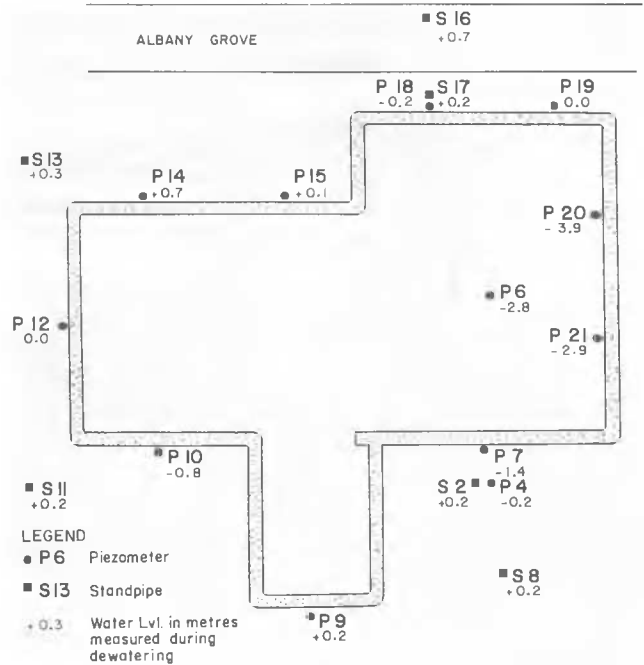 S 16
+0.7
ALBANY GROVE
P 18
-0.2
S 17
+0.2
P 19
0.0
S 13
+0.3
P 14
+0.7
P 15
+0.1
P 20
- 3.9
P 6
-2.8
P 12
0.0
P 21
-2.9
P 10
-0.8
P 7
-1.4
S 11
+0.2
S 2
+0.2
P 4
-0.2
LEGEND
P 6 Piezometer
S 13 Standpipe
+0.3 Water Lvl. in metres
measured during
dewatering
S 8
+0.2
P 9
+0.2